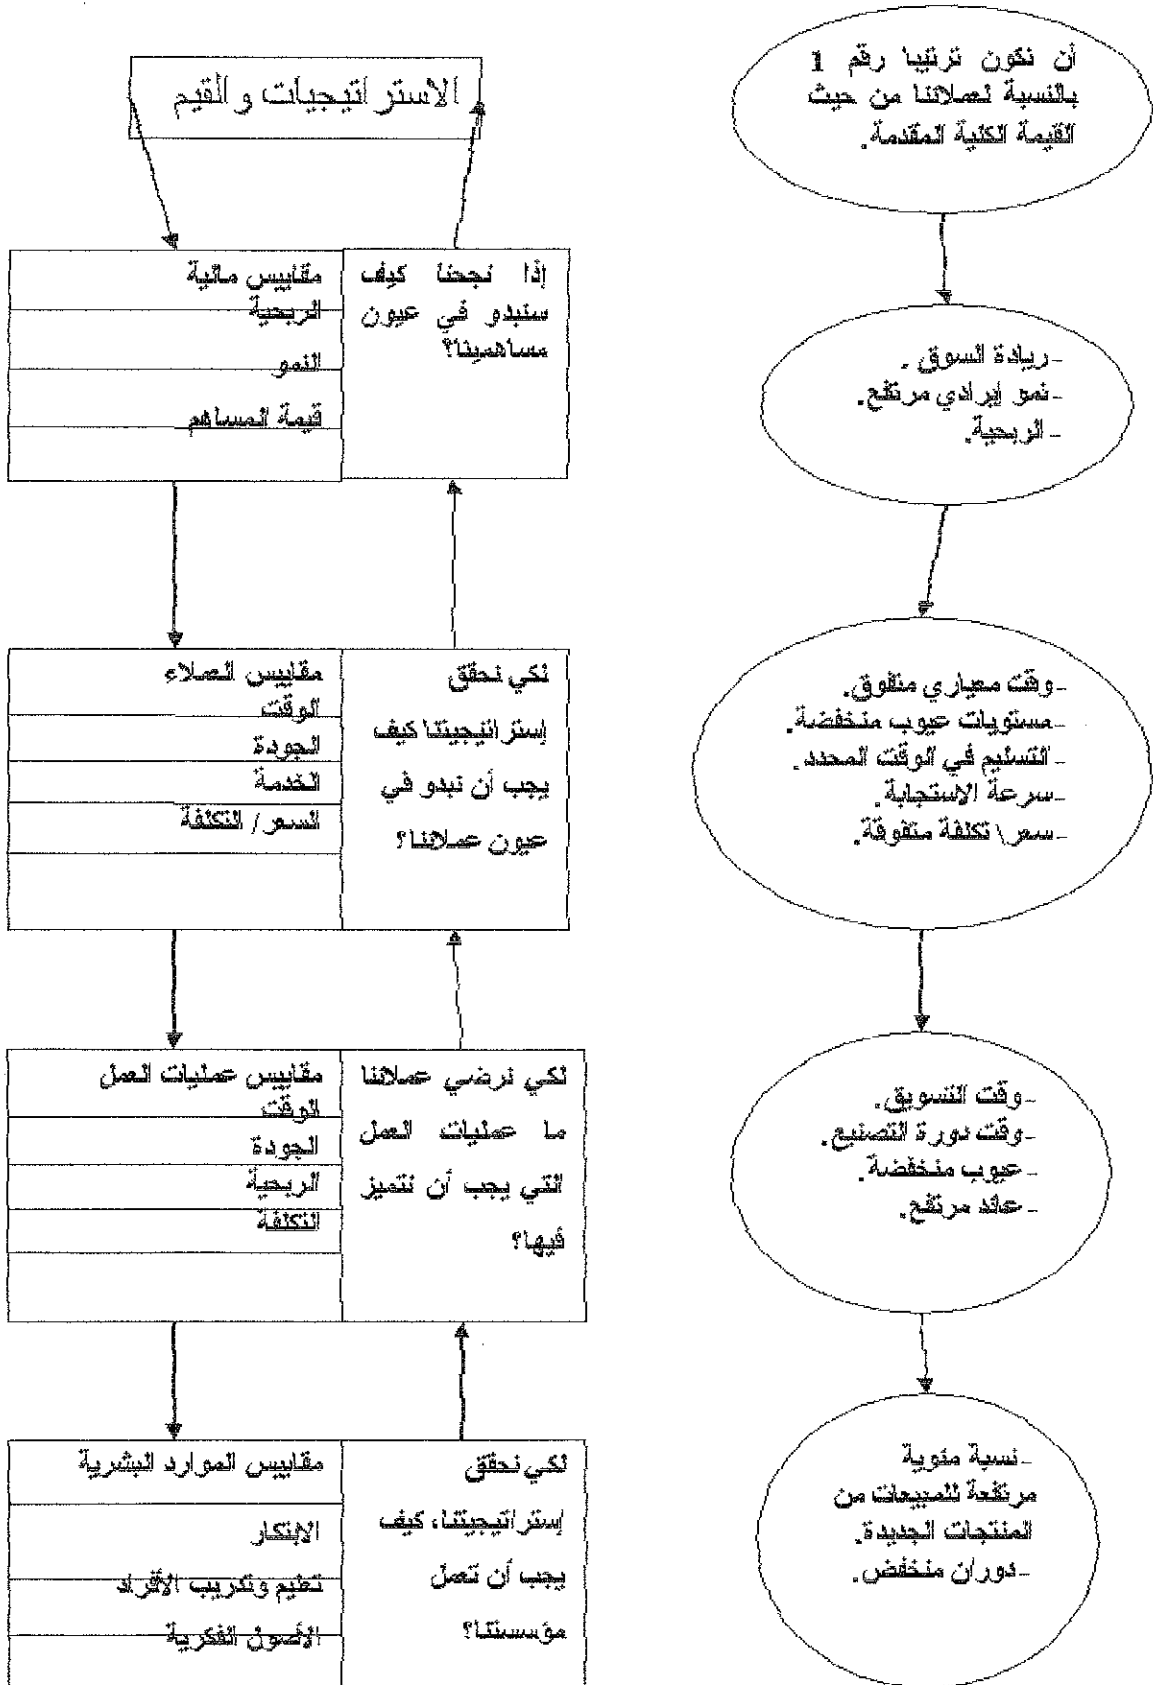 أن نكون ترتيبا رقم 1
بالنسبة لعملائنا من حيث
القيمة الكلية المقدمة.
الاستراتيجيات والقيم
-ريادة السوق .
-نمو إيرادي مرتفع.
-الربحية.
إذا نجحنا كيف
سنبدو في عيون
مساهمينا؟
مقاييس مالية
الربحية
النمو
قيمة المساهم
-وقت معياري متفوق.
-مستويات عيوب منخفضة.
-التسليم في الوقت المحدد.
-سرعة الاستجابة.
-سعر\ تكلفة متفوقة.
لكي نحقق
إستراتيجيتنا كيف
يجب أن نبدو في
عيون عملائنا؟
مقاييس العملاء
الوقت
الجودة
الخدمة
السعر/ التكلفة
-وقت التسويق.
-وقت دورة التصنيع.
-عيوب منخفضة.
-عائد مرتفع.
لكي نرضي عملائنا
ما عمليات العمل
التي يجب أن نتميز
فيها؟
مقاييس عمليات العمل
الوقت
الجودة
الربحية
التكلفة
-نسبة مئوية
مرتفعة للمبيعات من
المنتجات الجديدة.
-دوران منخفض.
لكي نحقق
إستراتيجيتنا، كيف
يجب أن تعمل
مؤسستنا؟
مقاييس الموارد البشرية
الابتكار
تعليم وتدريب الأفراد
الأصول الفكرية